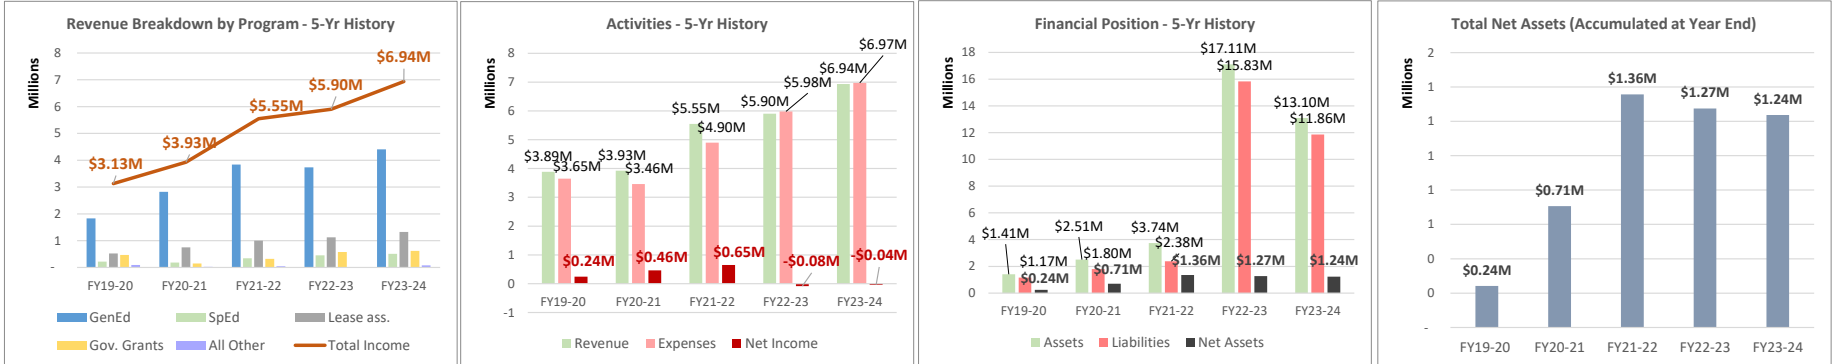 Revenue Breakdown by Program - 5-Yr History
Millions
8
7
6
5
4
3
2
1
-
$3.13M
$3.93M
$5.55M
$5.90M
$6.94M
FY19-20 FY20-21 FY21-22 FY22-23 FY23-24
GenEd SpEd Lease ass.
Gov. Grants All Other Total Income
Activities - 5-Yr History
Millions
8
7
6
5
4
3
2
1
0
-1
$3.89M
$3.65M
$0.24M
$3.93M
$3.46M
$0.46M
$5.55M
$4.90M
$0.65M
$5.90M
$5.98M
-$0.08M
$6.94M
$6.97M
-$0.04M
FY19-20 FY20-21 FY21-22 FY22-23 FY23-24
Revenue Expenses Net Income
Financial Position - 5-Yr History
Millions
18
16
14
12
10
8
6
4
2
0
$1.41M
$1.17M
$0.24M
$2.51M
$1.80M
$0.71M
$3.74M
$2.38M
$1.36M
$17.11M
$15.83M
$1.27M
$13.10M
$11.86M
$1.24M
FY19-20 FY20-21 FY21-22 FY22-23 FY23-24
Assets Liabilities Net Assets
Total Net Assets (Accumulated at Year End)
Millions
2
1
1
1
1
1
0
0
-
$0.24M
$0.71M
$1.36M
$1.27M
$1.24M
FY19-20 FY20-21 FY21-22 FY22-23 FY23-24